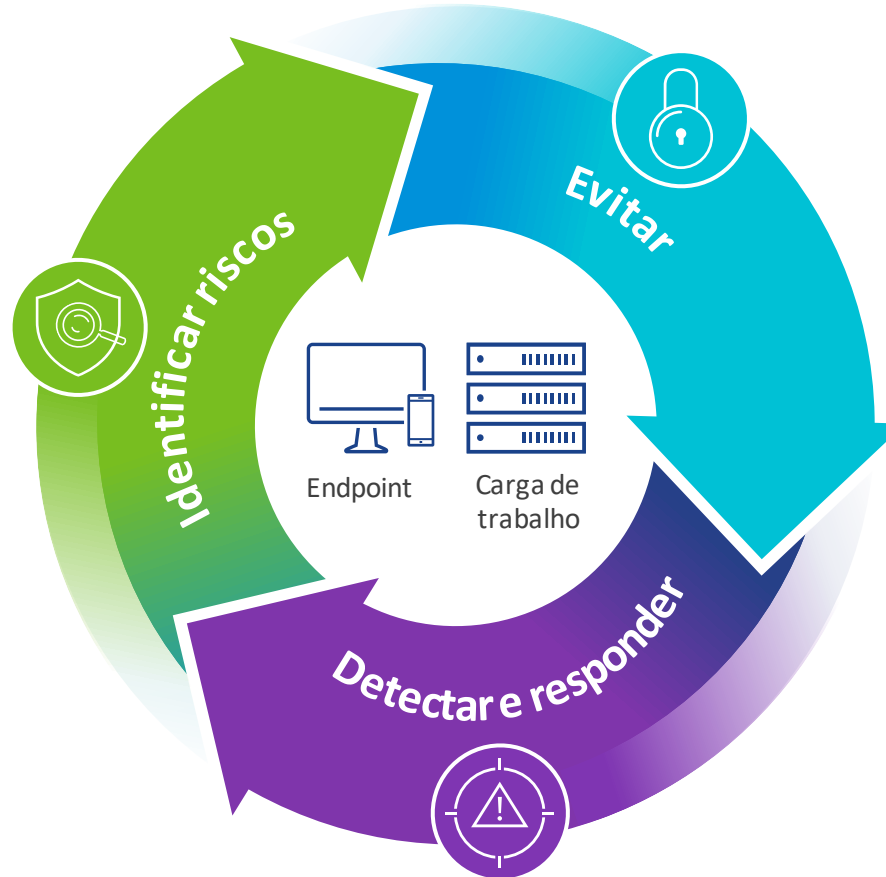 Evitar
Identificar riscos
Endpoint
Carga de
trabalho
Detectar e responder